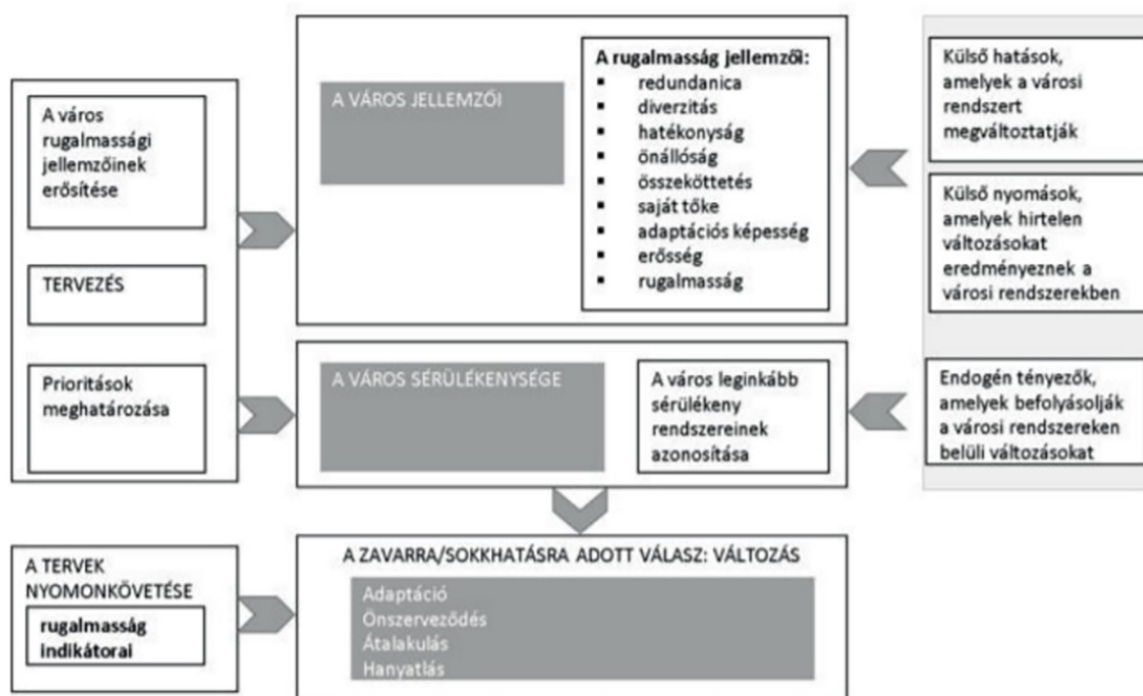 A város
rugalmassági
jellemzőinek
erősítése
TERVEZÉS
Prioritások
meghatározása
A VÁROS JELLEMZŐI
A rugalmasság jellemzői:
▪ redundanica
▪ diverzitás
▪ hatékonyság
▪ önállóság
▪ összeköttetés
▪ saját tőke
▪ adaptációs képesség
▪ erősség
▪ rugalmasság
Külső hatások,
amelyek a városi
rendszert
megváltoztatják
Külső nyomások,
amelyek hirtelen
változásokat
eredményeznek a
városi rendszerekben
A VÁROS SÉRÜLÉKENYSÉGE
A város leginkább
sérülékeny
rendszereinek
azonosítása
Endogén tényezők,
amelyek befolyásolják
a városi rendszereken
belüli változásokat
A TERVEK
NYOMONKÖVETÉSE
rugalmasság
indikátorai
A ZAVARRA/SOKKHATÁSRA ADOTT VÁLASZ: VÁLTOZÁS
Adaptáció
Önszerveződés
Átalakulás
Hanyatlás